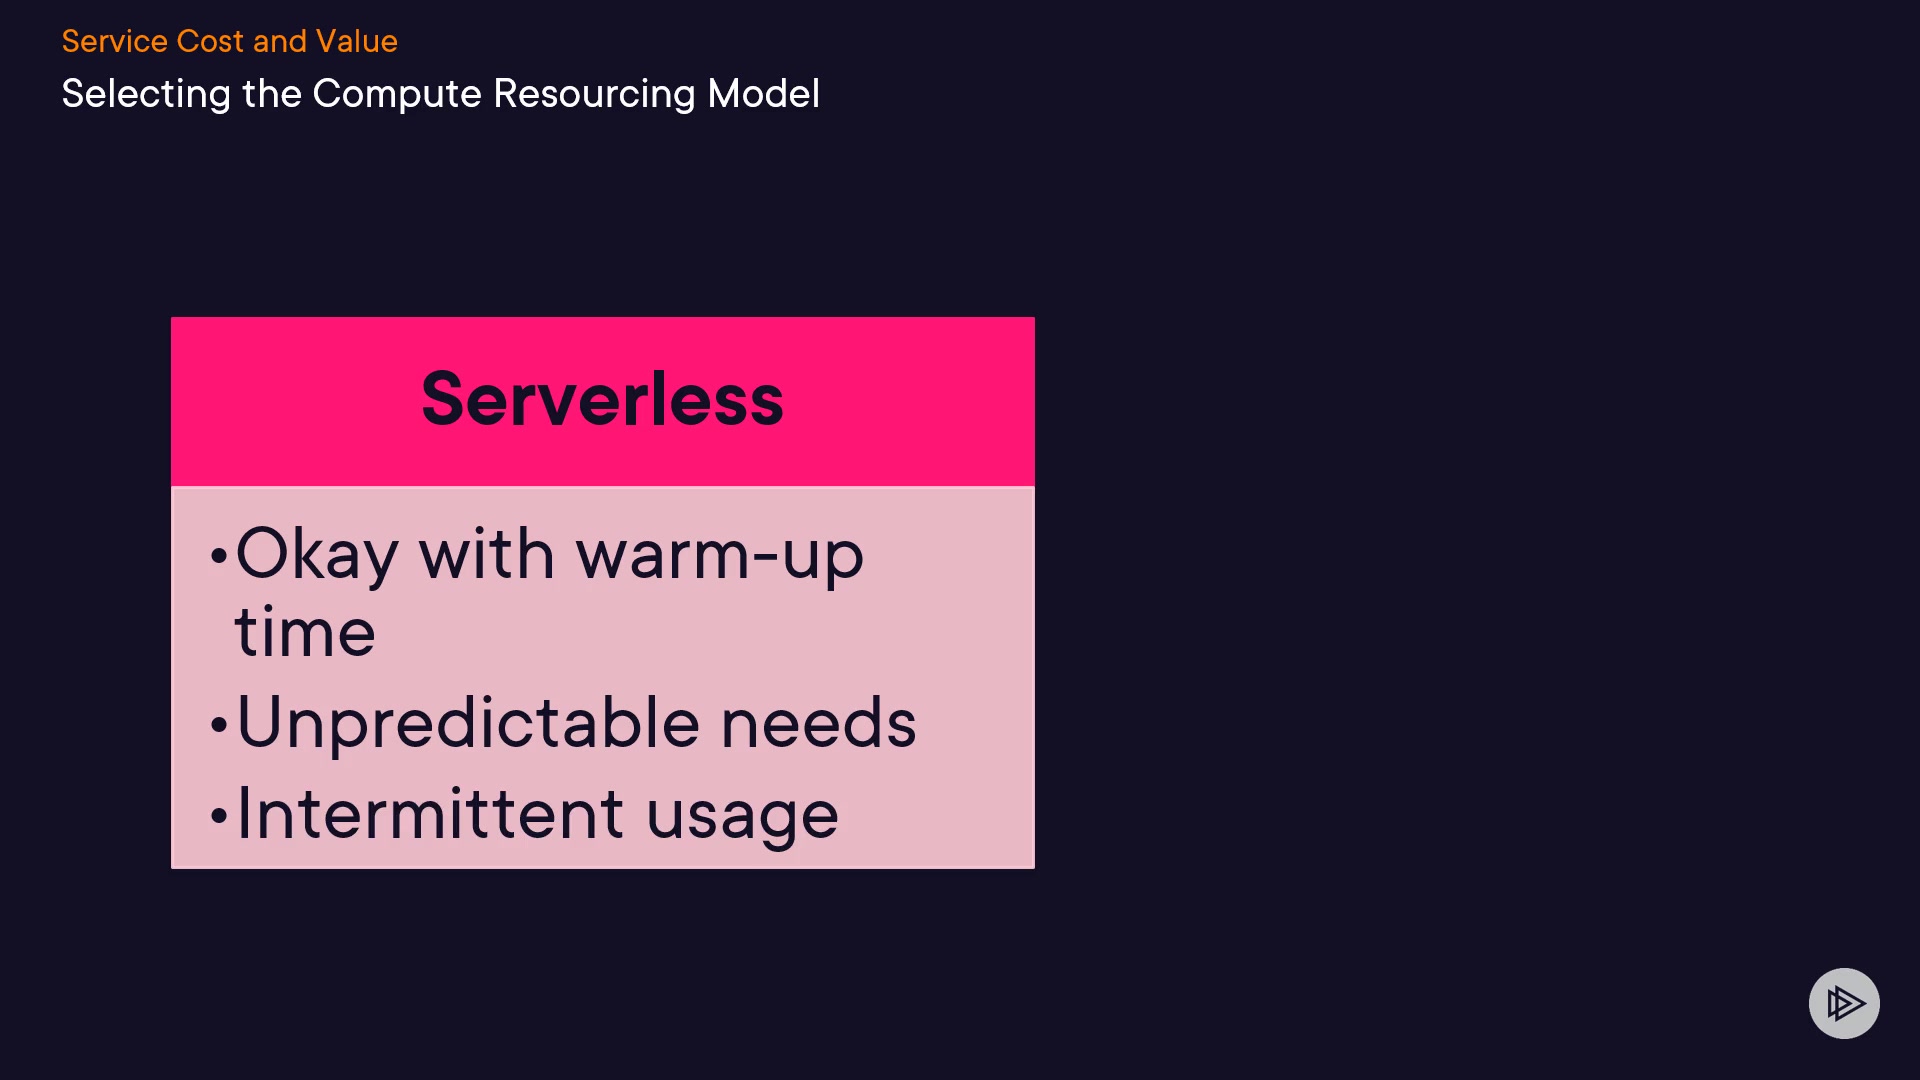 Service Cost and Value
Selecting the Compute Resourcing Model
Serverless
•Okay with warm-up
time
•Unpredictable needs
•Intermittent usage